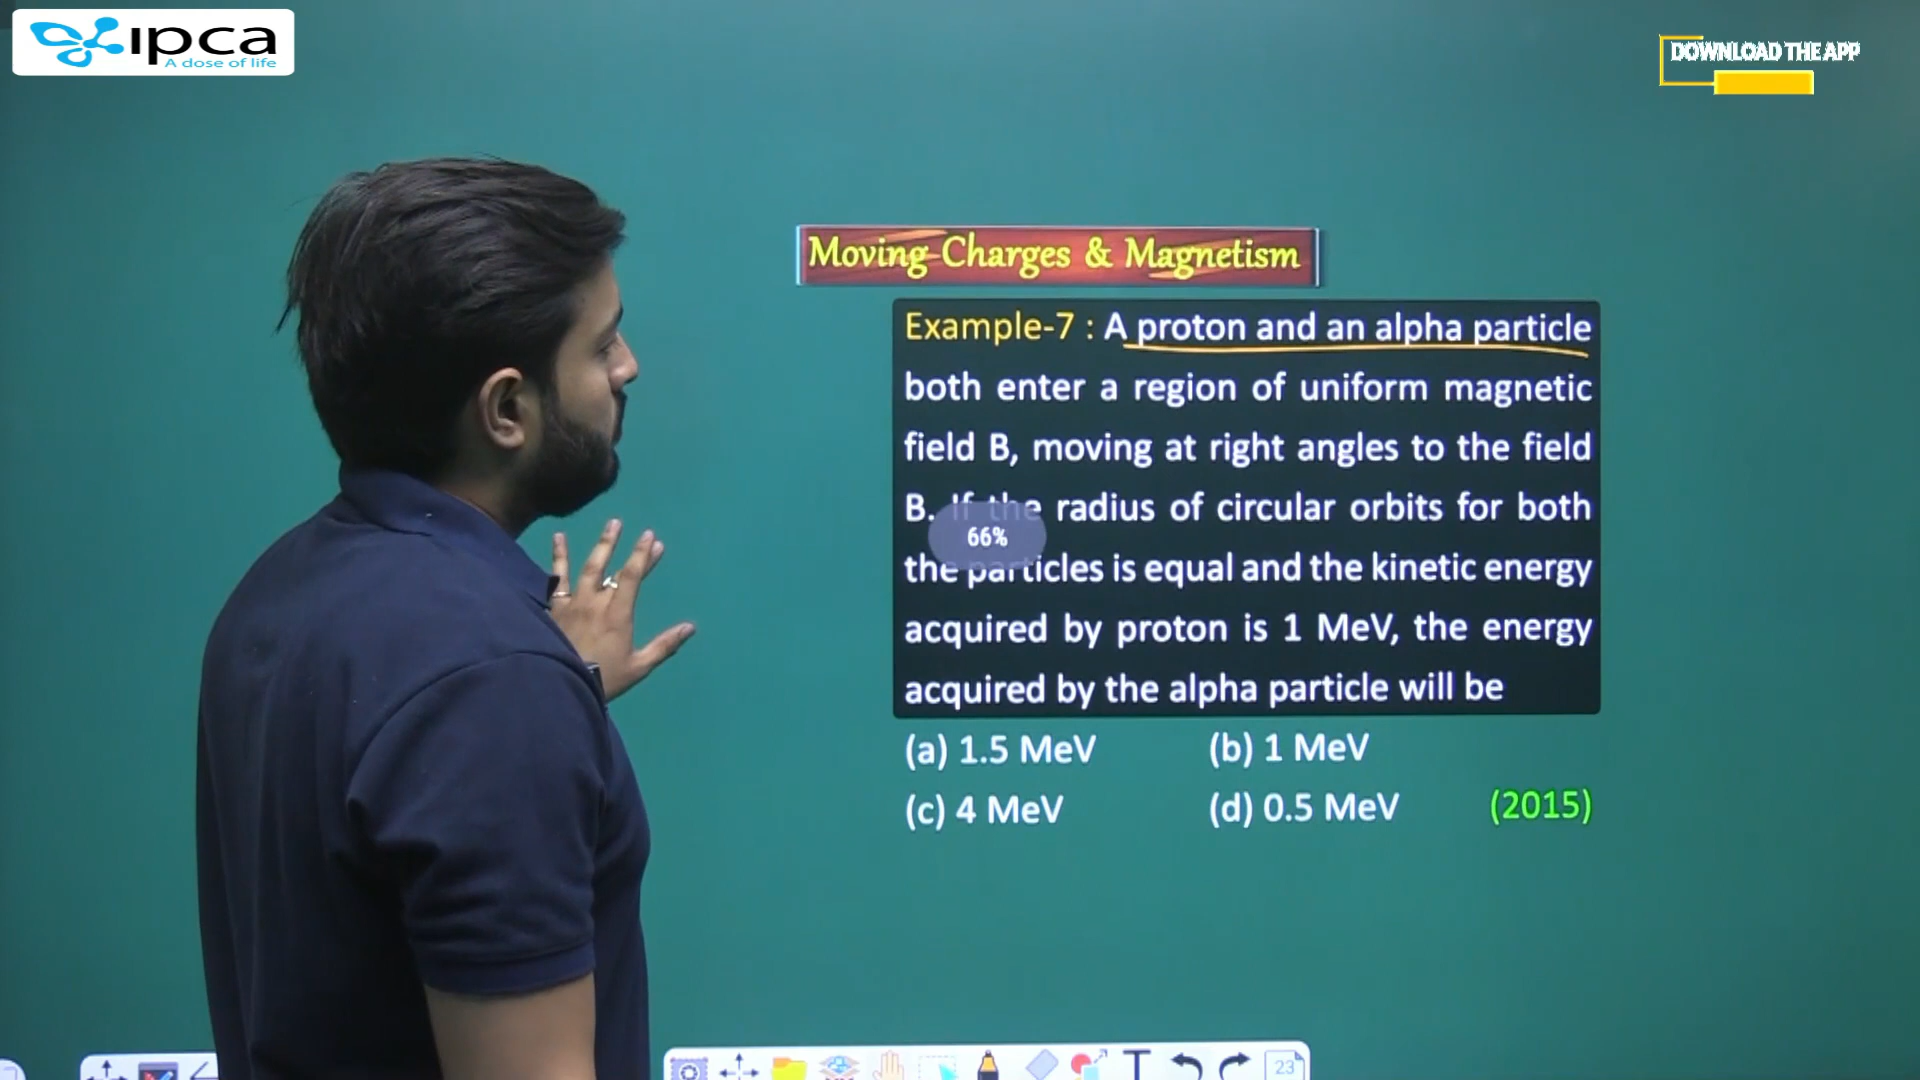 ipca
A dose of life
DOWNLOAD THE APP
Moving Charges & Magnetism
Example-7 : A proton and an alpha particle
both enter a region of uniform magnetic
field B, moving at right angles to the field
B. If the radius of circular orbits for both
66%
the particles is equal and the kinetic energy
acquired by proton is 1 MeV, the energy
acquired by the alpha particle will be
(a) 1.5 MeV (b) 1 MeV
(c) 4 MeV (d) 0.5 MeV (2015)
T 23